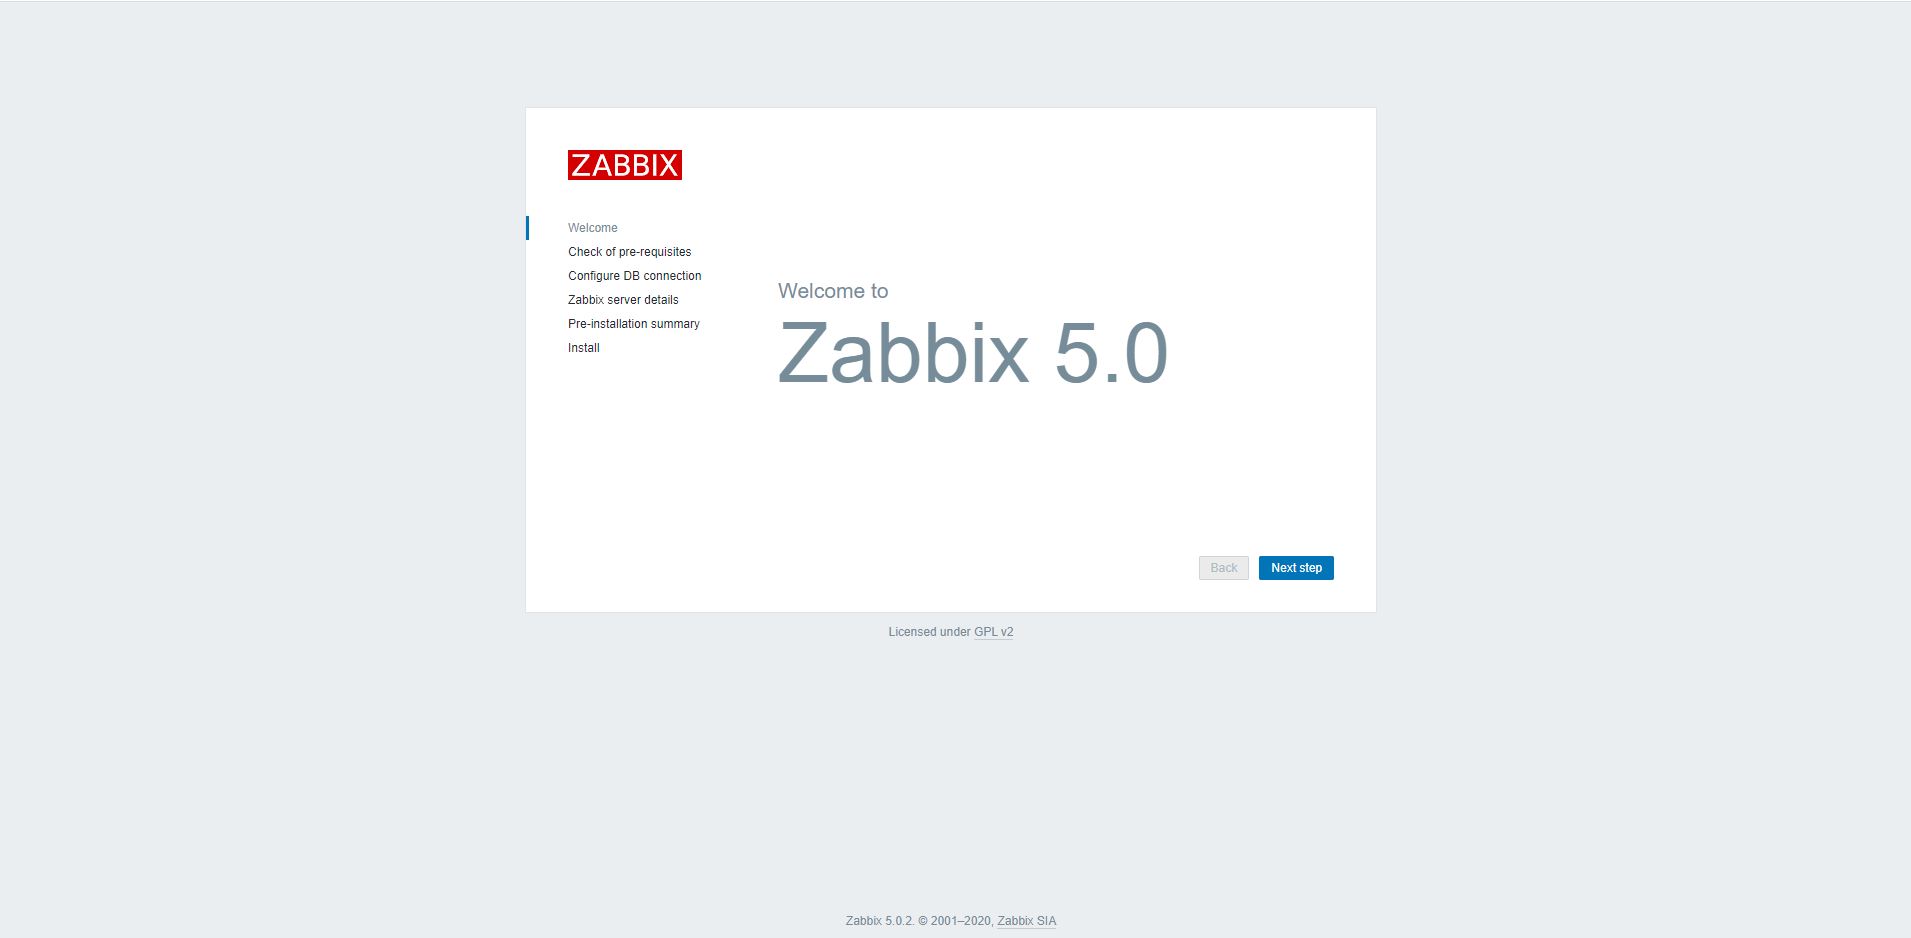 ZABBIX
Welcome
Check of pre-requisites
Configure DB connection
Zabbix server details
Pre-installation summary
Install
Welcome to
Zabbix 5.0
Back
Next step
Licensed under GPL v2
Zabbix 5.0.2. © 2001–2020, Zabbix SIA